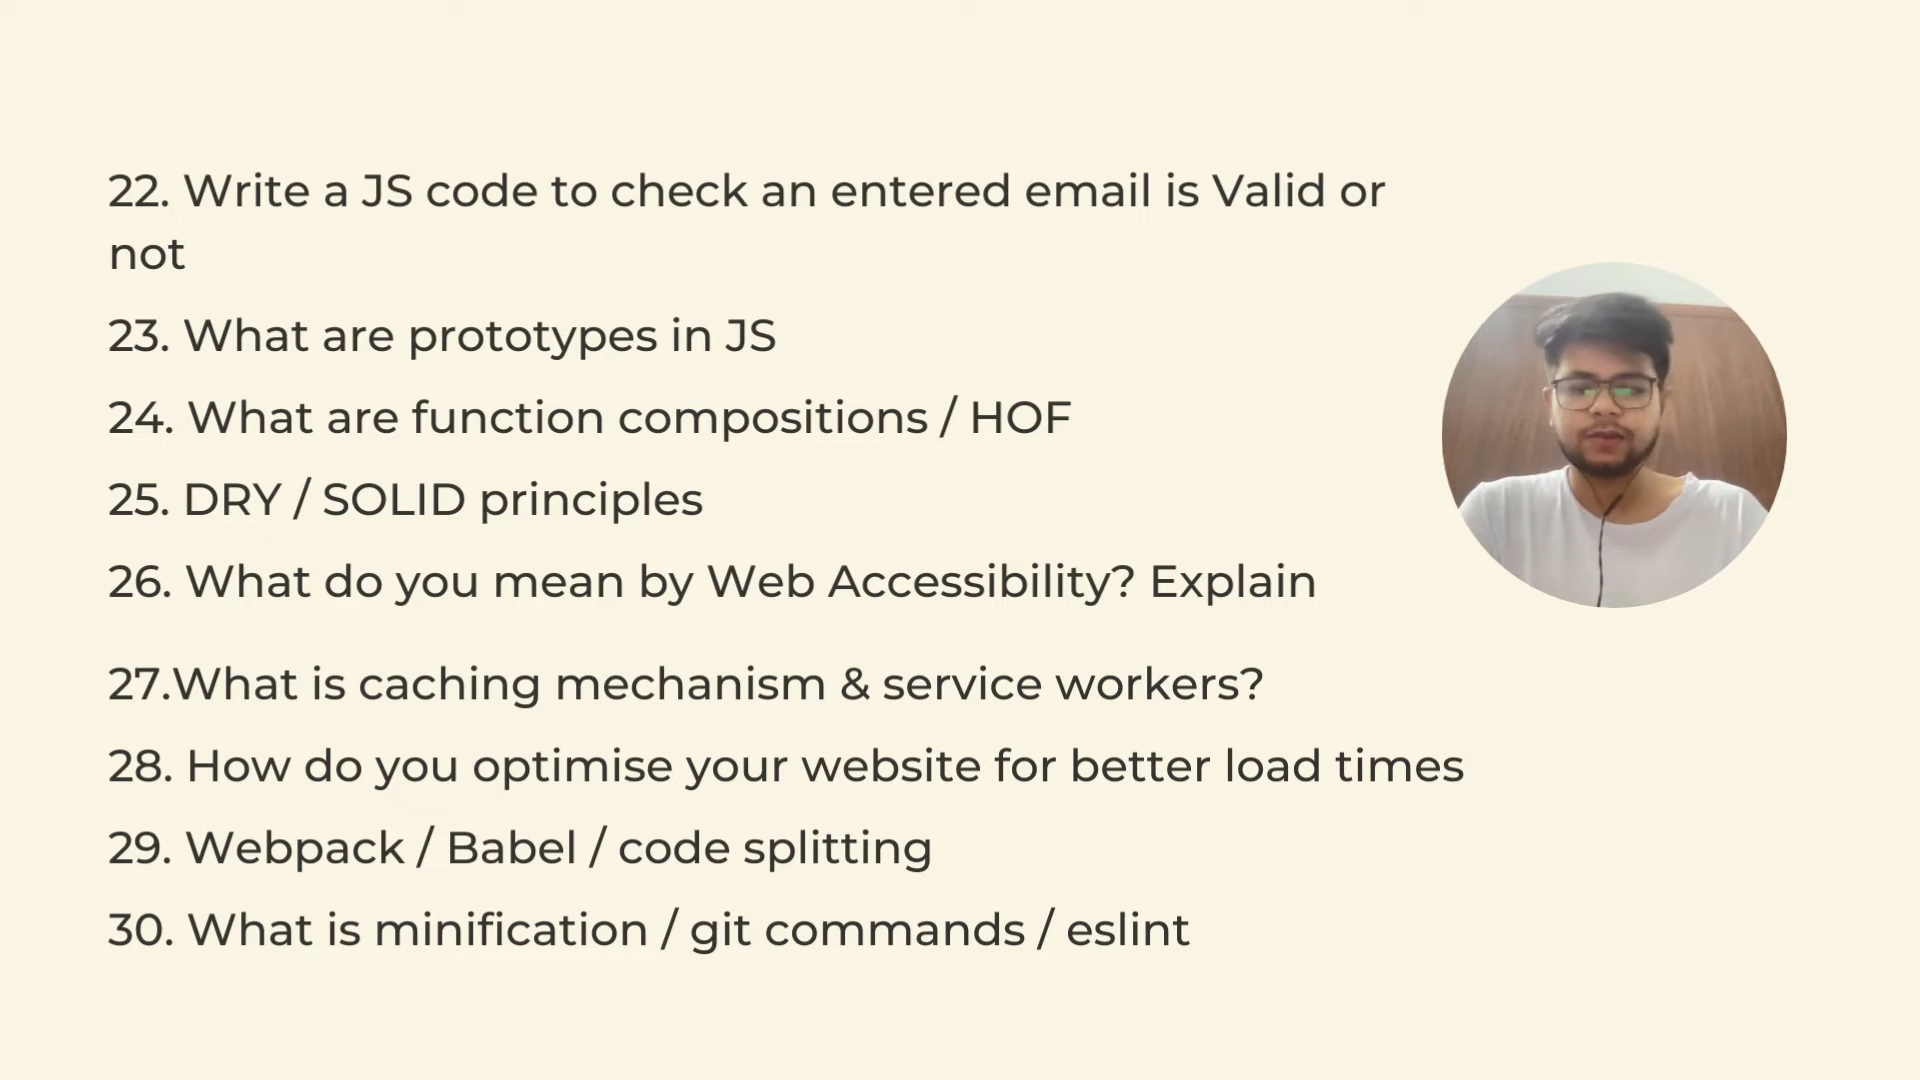 22. Write a JS code to check an entered email is Valid or
not
23. What are prototypes in JS
24. What are function compositions / HOF
25. DRY / SOLID principles
26. What do you mean by Web Accessibility? Explain
27.What is caching mechanism & service workers?
28. How do you optimise your website for better load times
29. Webpack / Babel / code splitting
30. What is minification / git commands / eslint